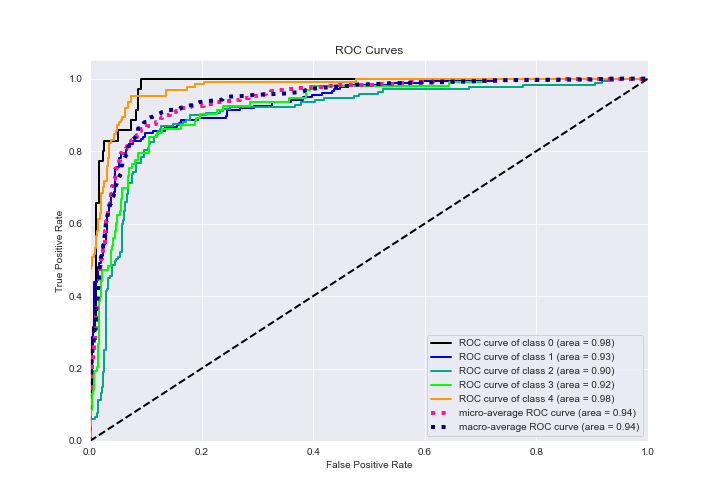 ROC Curves
True Positive Rate
1.0
0.8
0.6
0.4
0.2
0.0
ROC curve of class 0 (area = 0.98)
ROC curve of class 1 (area = 0.93)
ROC curve of class 2 (area = 0.90)
ROC curve of class 3 (area = 0.92)
ROC curve of class 4 (area = 0.98)
micro-average ROC curve (area = 0.94)
macro-average ROC curve (area = 0.94)
0.0 0.2 0.4 0.6 0.8 1.0
False Positive Rate